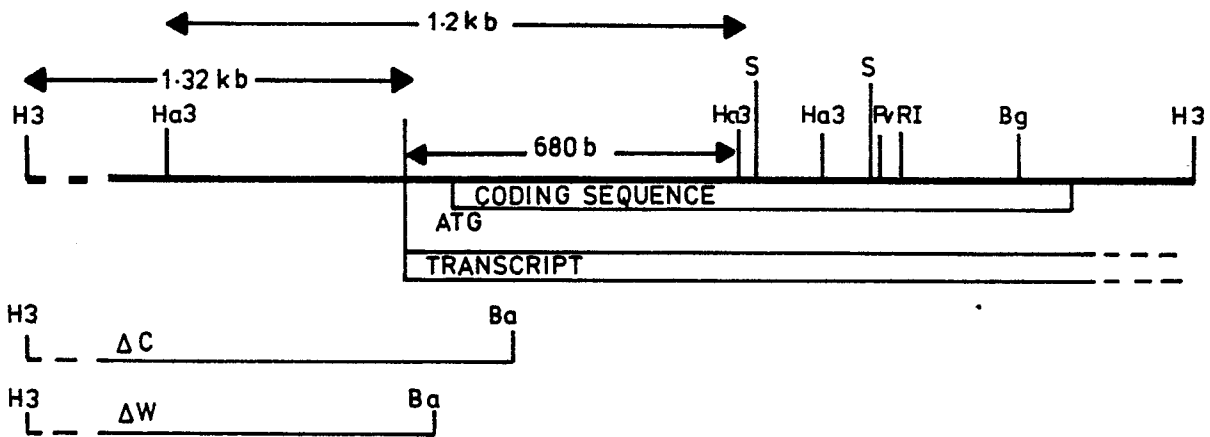 1·2 kb
1·32 kb
S S
H3 Ha3 Ha3 Ha3 Pv RI Bg H3
680 b
CODING SEQUENCE
ATG
TRANSCRIPT
H3 Ba
ΔC
H3 Ba
ΔW